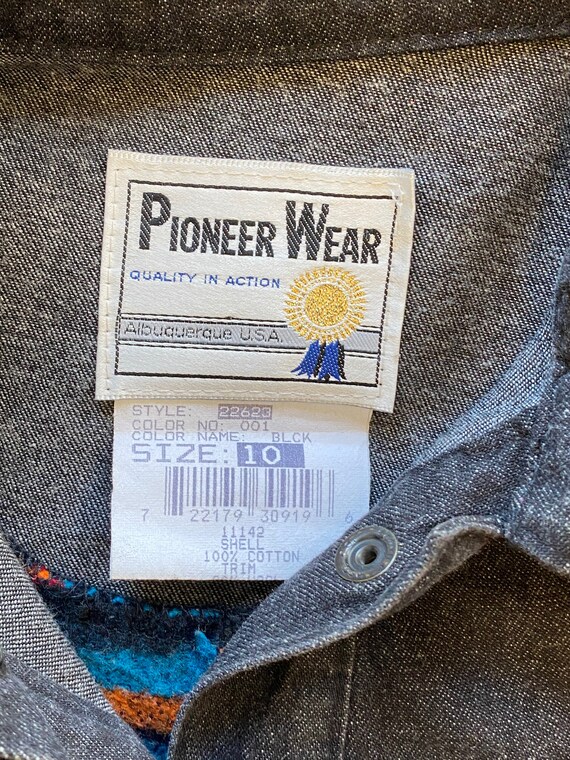 PIONEER WEAR
QUALITY IN ACTION
Albuquerque U.S.A.
STYLE: 22623
COLOR NO: 001
COLOR NAME: BLCK
SIZE: 10
7 22179 30919 6
11142
SHELL
100% COTTON
TRIM